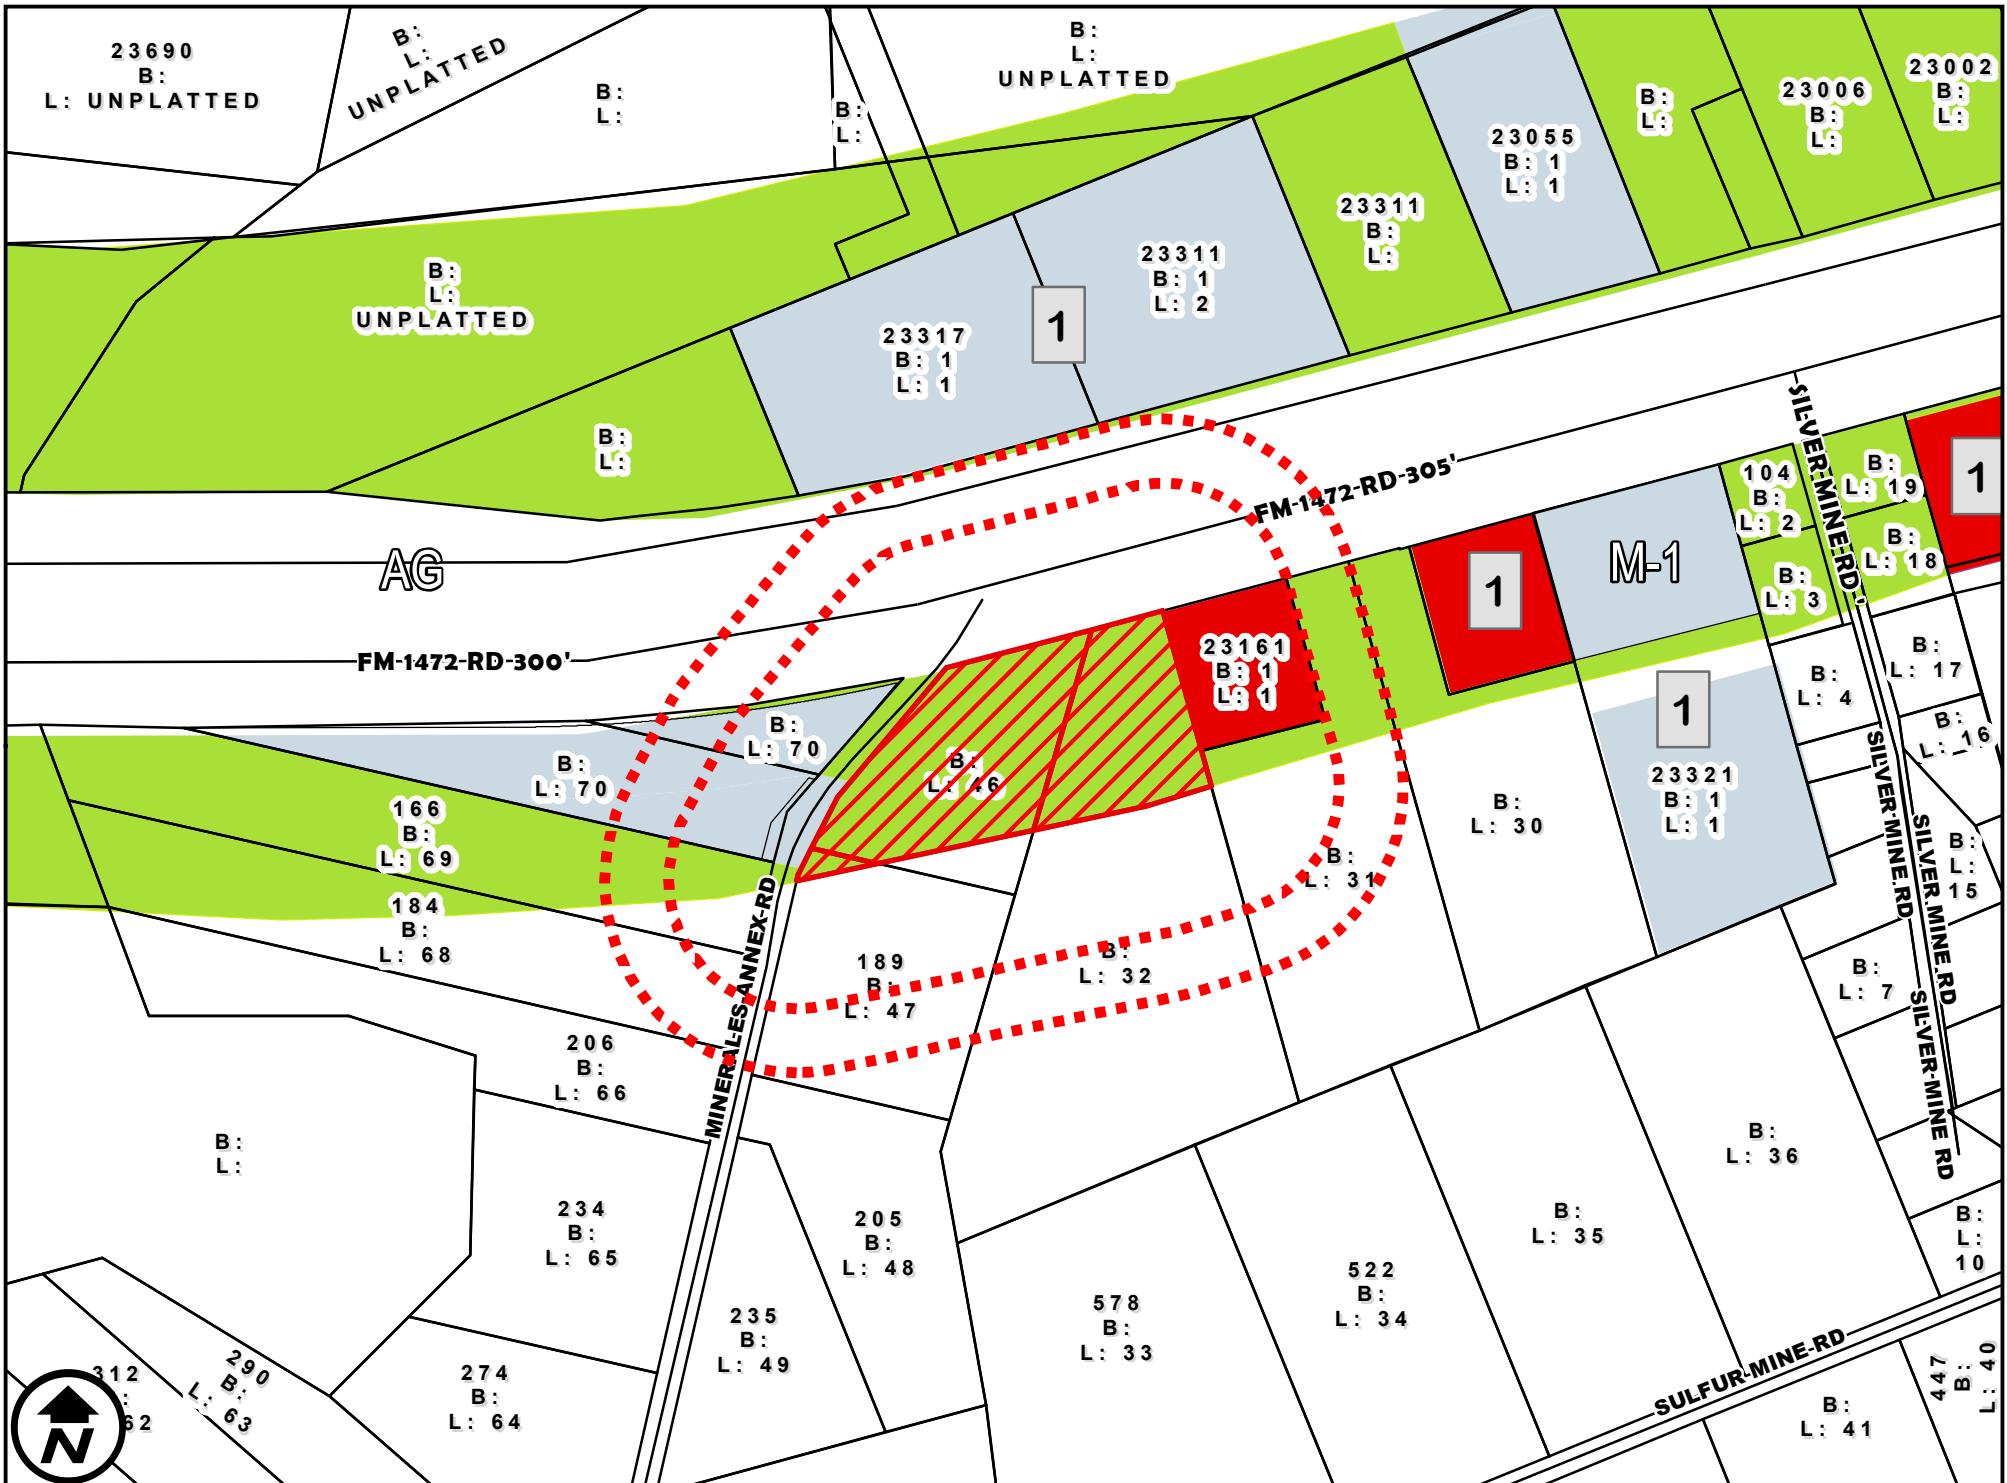 23690
B:
L: UNPLATTED
B:
L:
UNPLATTED
B:
L:
B:
L:
B:
L:
UNPLATTED
B:
L:
23006
B:
L:
23002
B:
L:
23055
B: 1
L: 1
23311
B:
L:
23311
B: 1
L: 2
23317
B: 1
L: 1
1
B:
L:
UNPLATTED
B:
L:
AG
FM-1472-RD-305'
FM-1472-RD-300'
SILVER-MINE-RD
104
B:
L: 2
B:
L: 3
B:
L: 19
B:
L: 18
1
1
M-1
23161
B: 1
L: 1
B:
L: 46
B:
L: 70
B:
L: 70
166
B:
L: 69
184
B:
L: 68
B:
L: 17
B:
L: 4
B:
L: 16
1
23321
B: 1
L: 1
B:
L: 30
B:
L: 31
B:
L: 32
189
B:
L: 47
B:
L:
15
B:
L: 7
SILVER-MINE.RD
SILVER.MINE.RD
SILVER-MINE RD
MINERALES-ANNEX-RD
206
B:
L: 66
B:
L:
234
B:
L: 65
205
B:
L: 48
235
B:
L: 49
578
B:
L: 33
522
B:
L: 34
B:
L: 35
B:
L: 36
B:
L:
10
274
B:
L: 64
290
B:
L: 63
312
:
62
N
SULFUR-MINE-RD
B:
L: 41
447
B:
L: 40